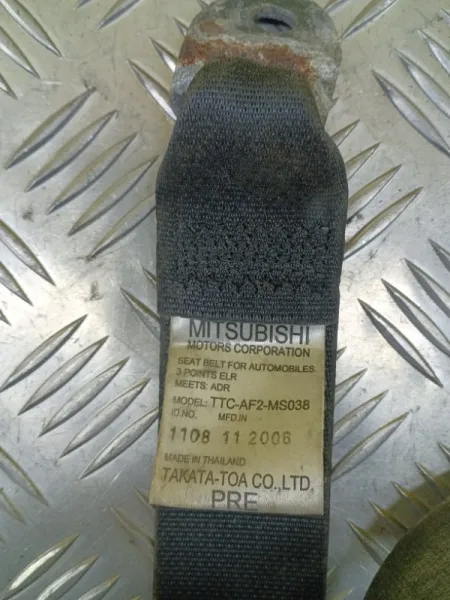 MITSUBISHI
MOTORS CORPORATION
SEAT BELT FOR AUTOMOBILES
3 POINTS ELR
MEETS: ADR
MODEL: TTC-AF2-MS038
ID.NO. MFD.IN
1108 11 2006
MADE IN THAILAND
TAKATA-TOA CO.,LTD.
PRE